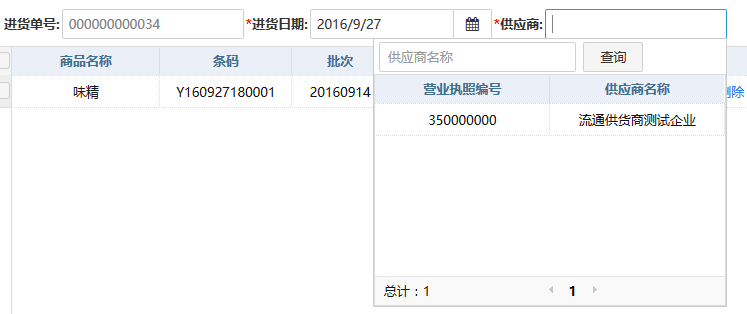 进货单号: 000000000034 *进货日期: 2016/9/27 *供应商:
供应商名称 查询
商品名称 条码 批次
营业执照编号 供应商名称
味精 Y160927180001 20160914 删除
350000000 流通供货商测试企业
总计：1 1